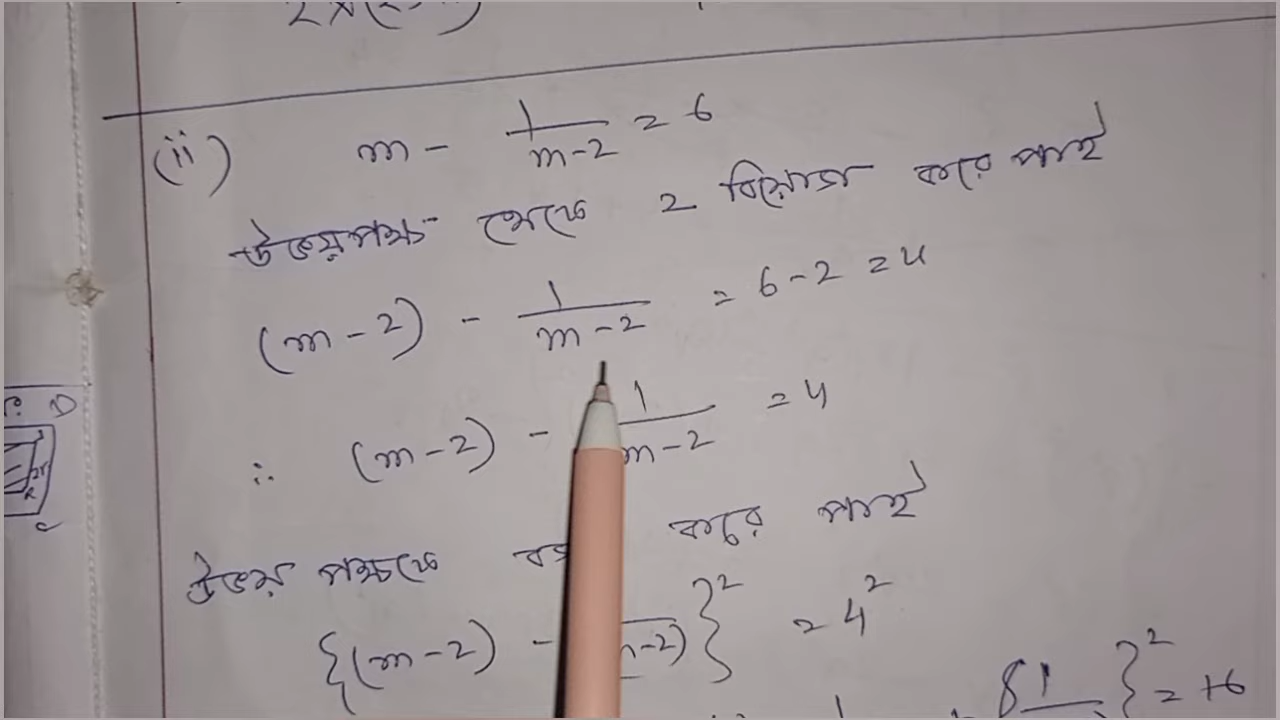 (ii) m - 1/(m-2) = 6
উভয়পক্ষ থেকে 2 বিয়োগ করে পাই
(m-2) - 1/(m-2) = 6-2 = 4
∴ (m-2) - 1/(m-2) = 4
উভয় পক্ষকে করে পাই
{(m-2) - -2)}² = 4²
}² = 16